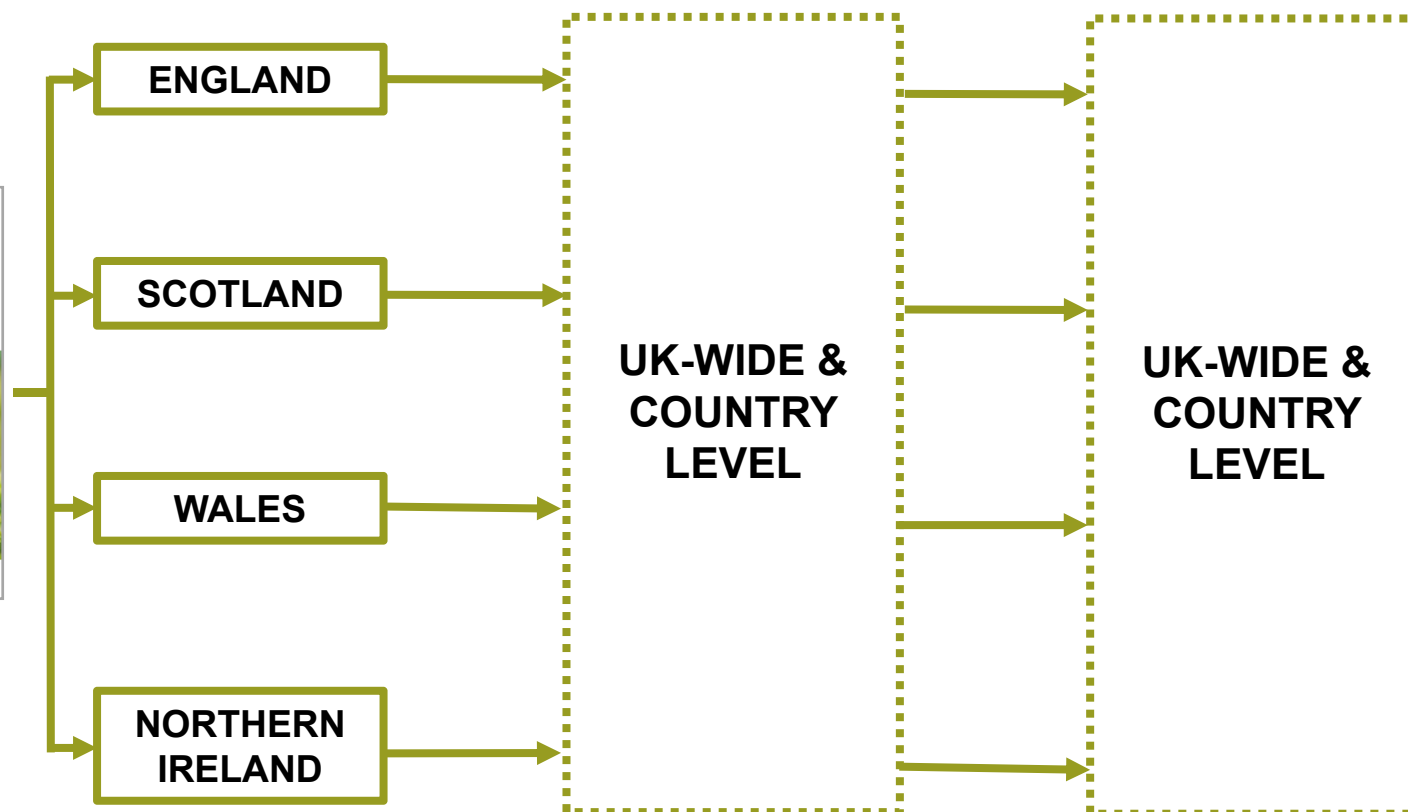 ENGLAND
SCOTLAND
WALES
NORTHERN
IRELAND
UK-WIDE &
COUNTRY
LEVEL
UK-WIDE &
COUNTRY
LEVEL